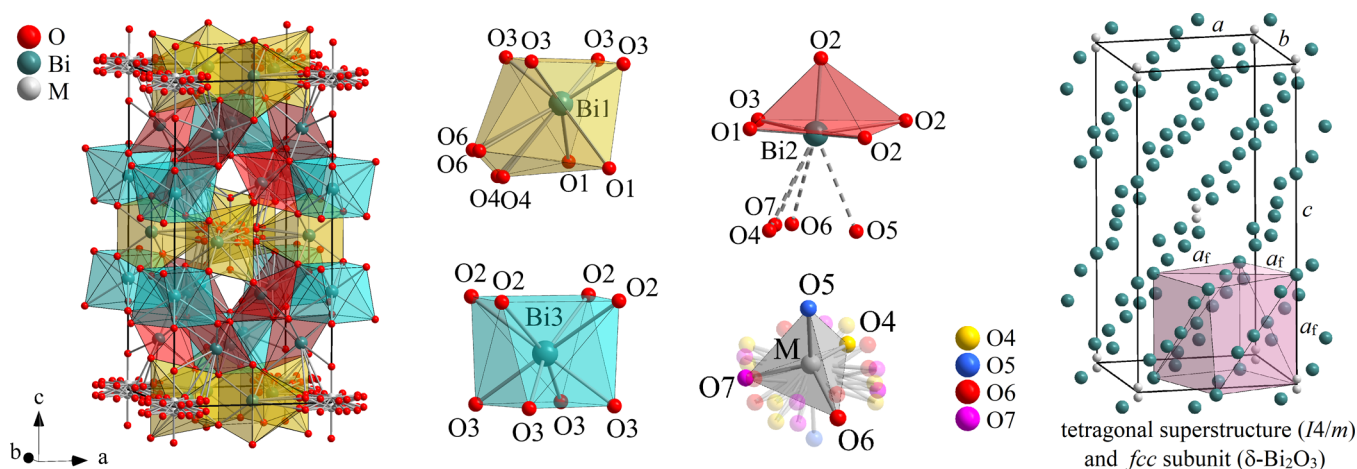 O
Bi
M
c
b
a
O3
O3
O3
O3
Bi1
O6
O6
O4
O4
O1
O1
O2
O3
O1
Bi2
O2
O2
O7
O4
O6
O5
O2
O2
O2
O2
Bi3
O3
O3
O3
O3
O5
O4
M
O7
O6
O4
O5
O6
O7
a
b
c
af
af
af
tetragonal superstructure (I4/m)
and fcc subunit (δ-Bi₂O₃)